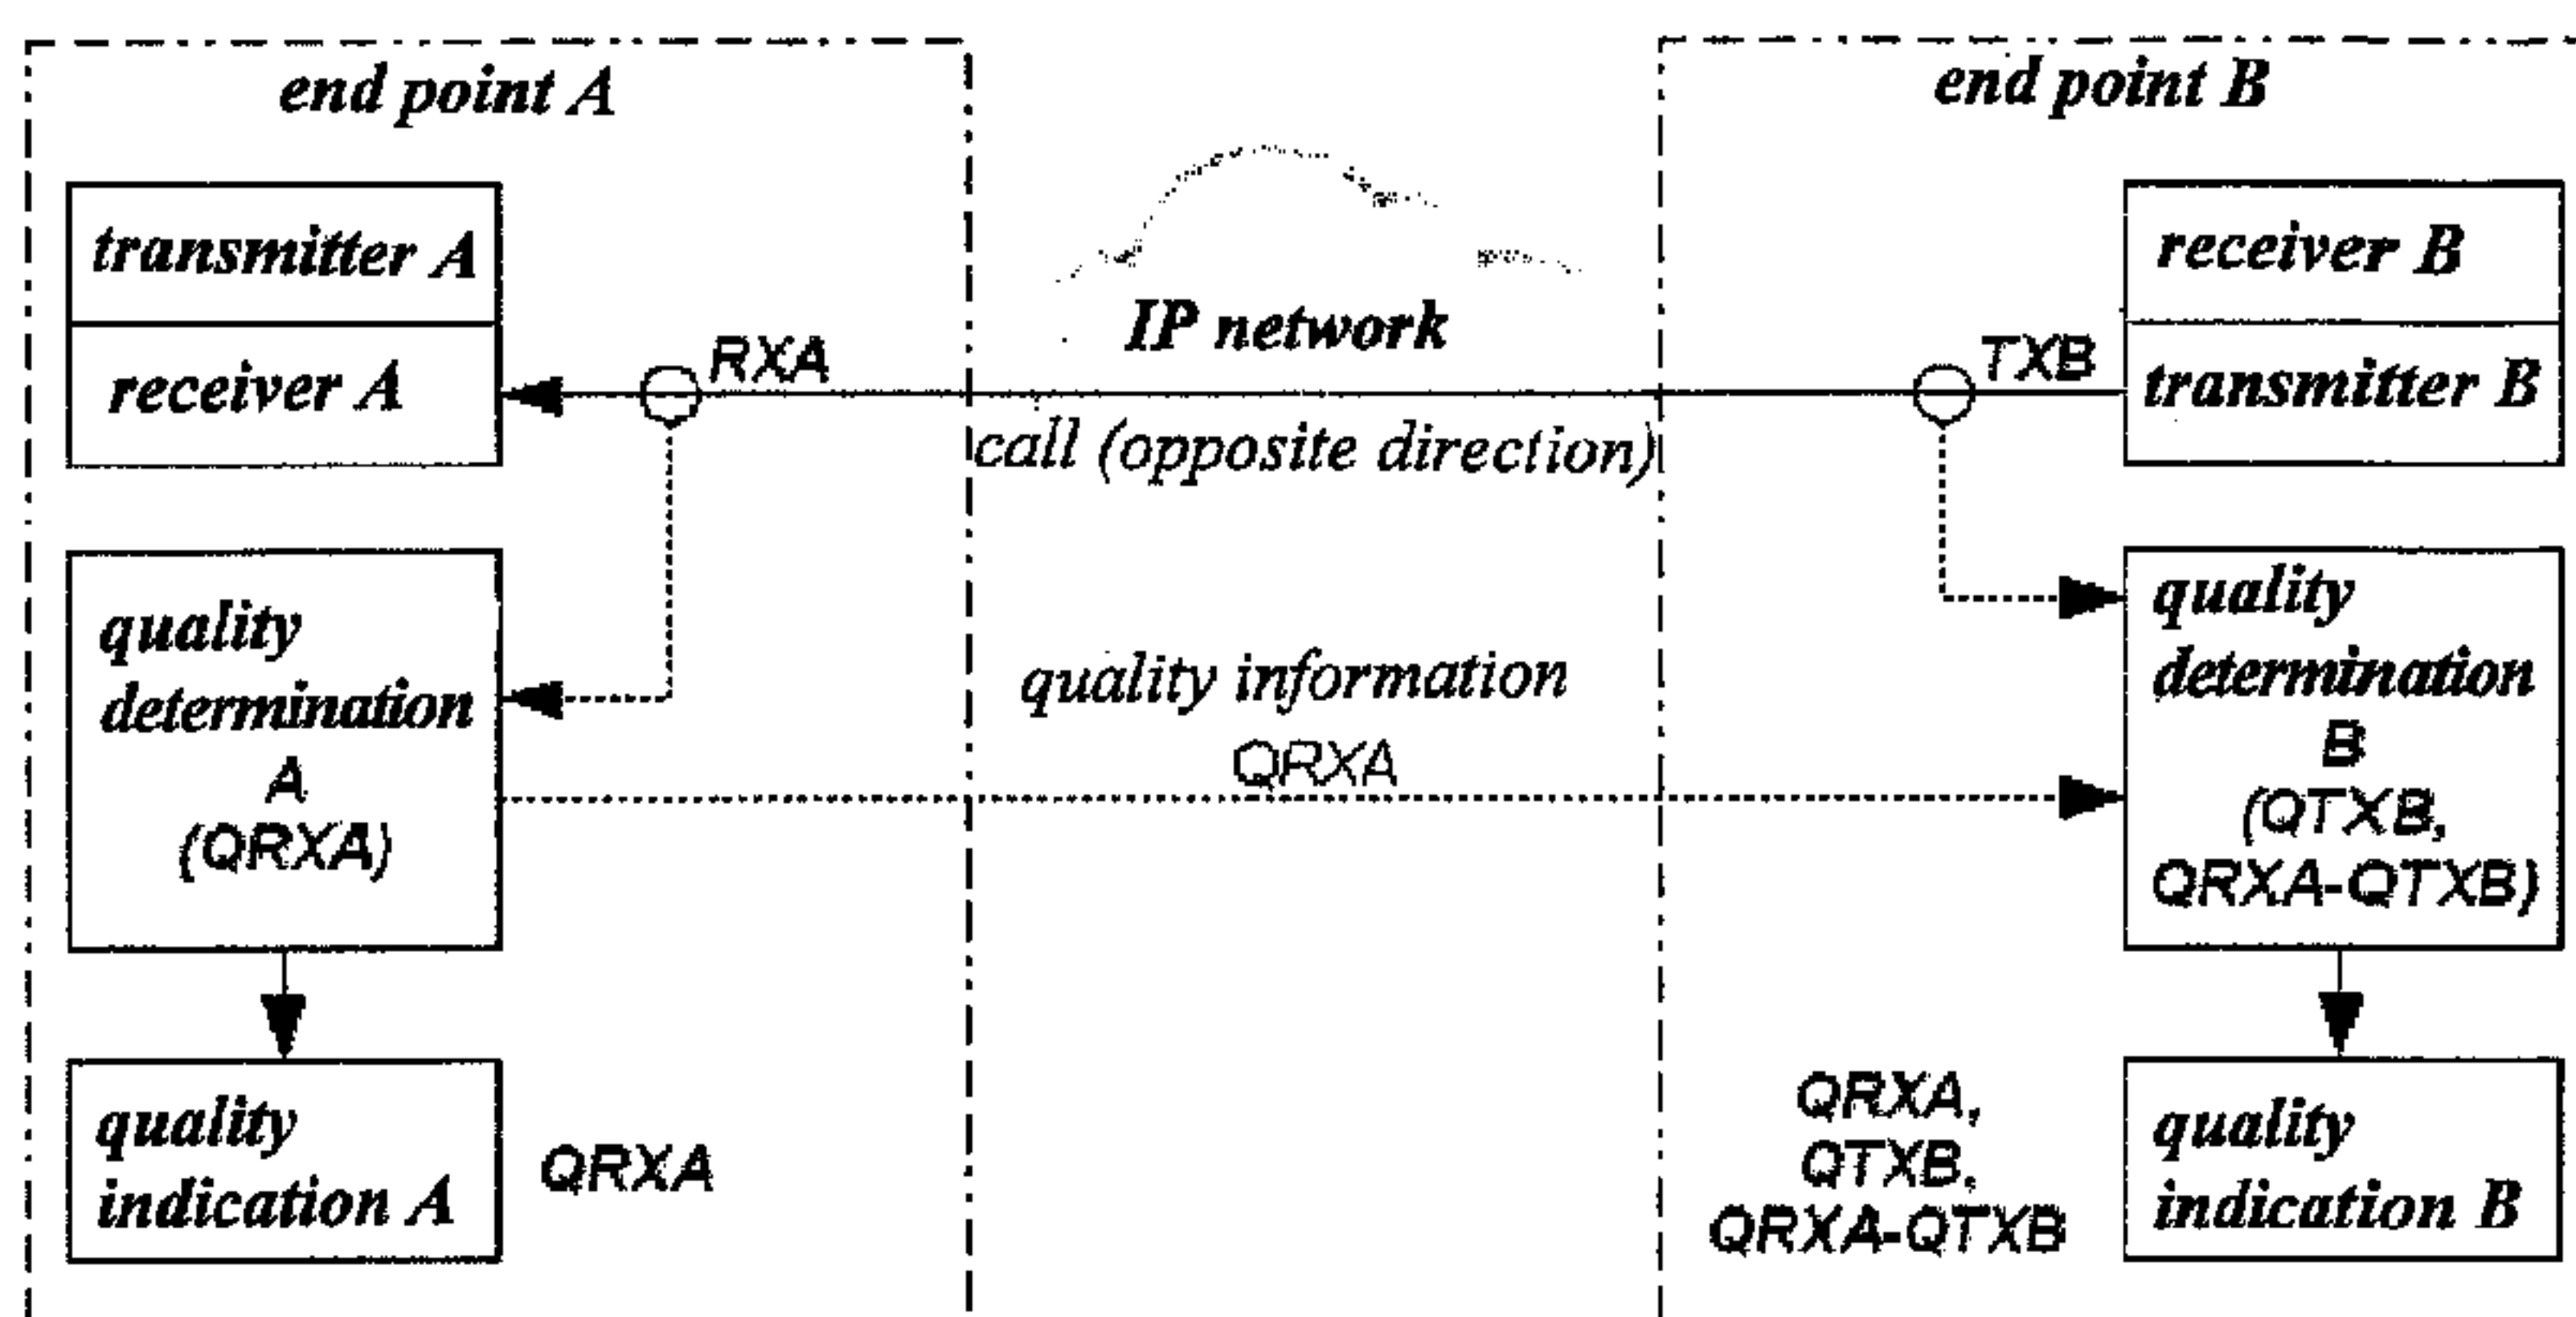 end point A
transmitter A
receiver A
RXA
quality
determination
A
(QRXA)
quality
indication A
QRXA
IP network
call (opposite direction)
quality information
QRXA
end point B
receiver B
TXB
transmitter B
quality
determination
B
(QTXB,
QRXA-QTXB)
QRXA,
QTXB,
QRXA-QTXB
quality
indication B